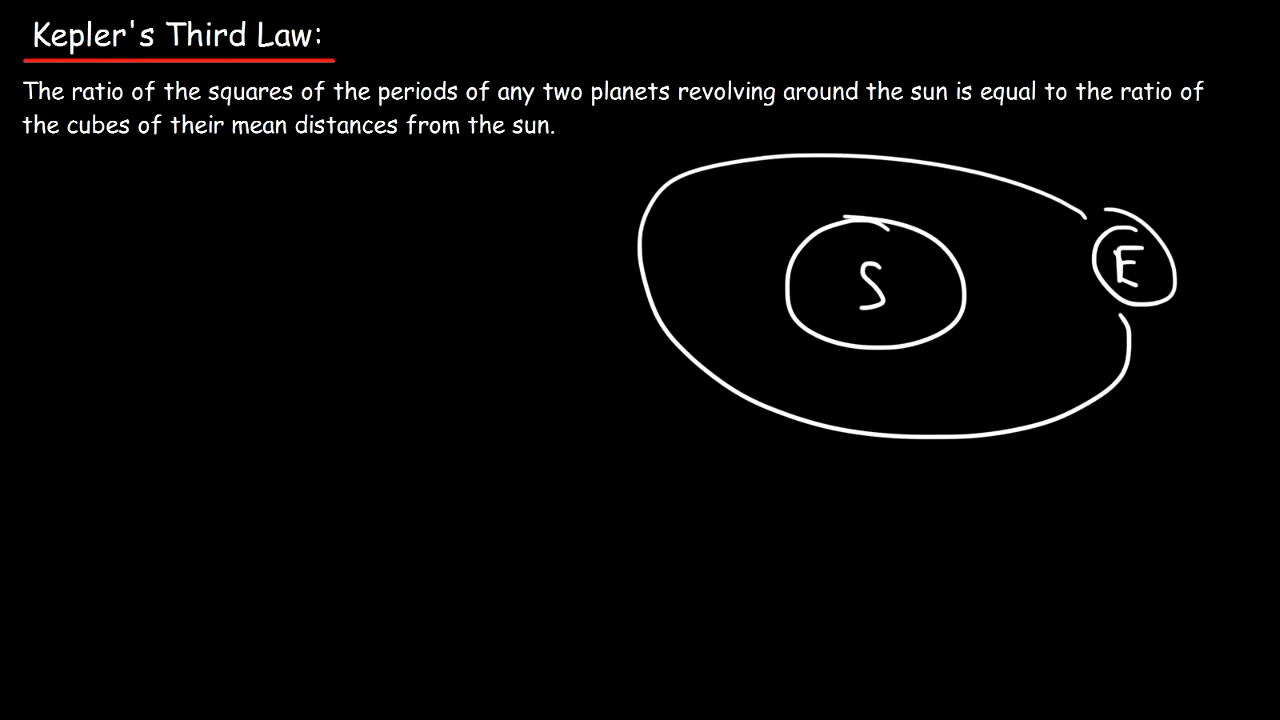 Kepler's Third Law:
The ratio of the squares of the periods of any two planets revolving around the sun is equal to the ratio of
the cubes of their mean distances from the sun.
S
E